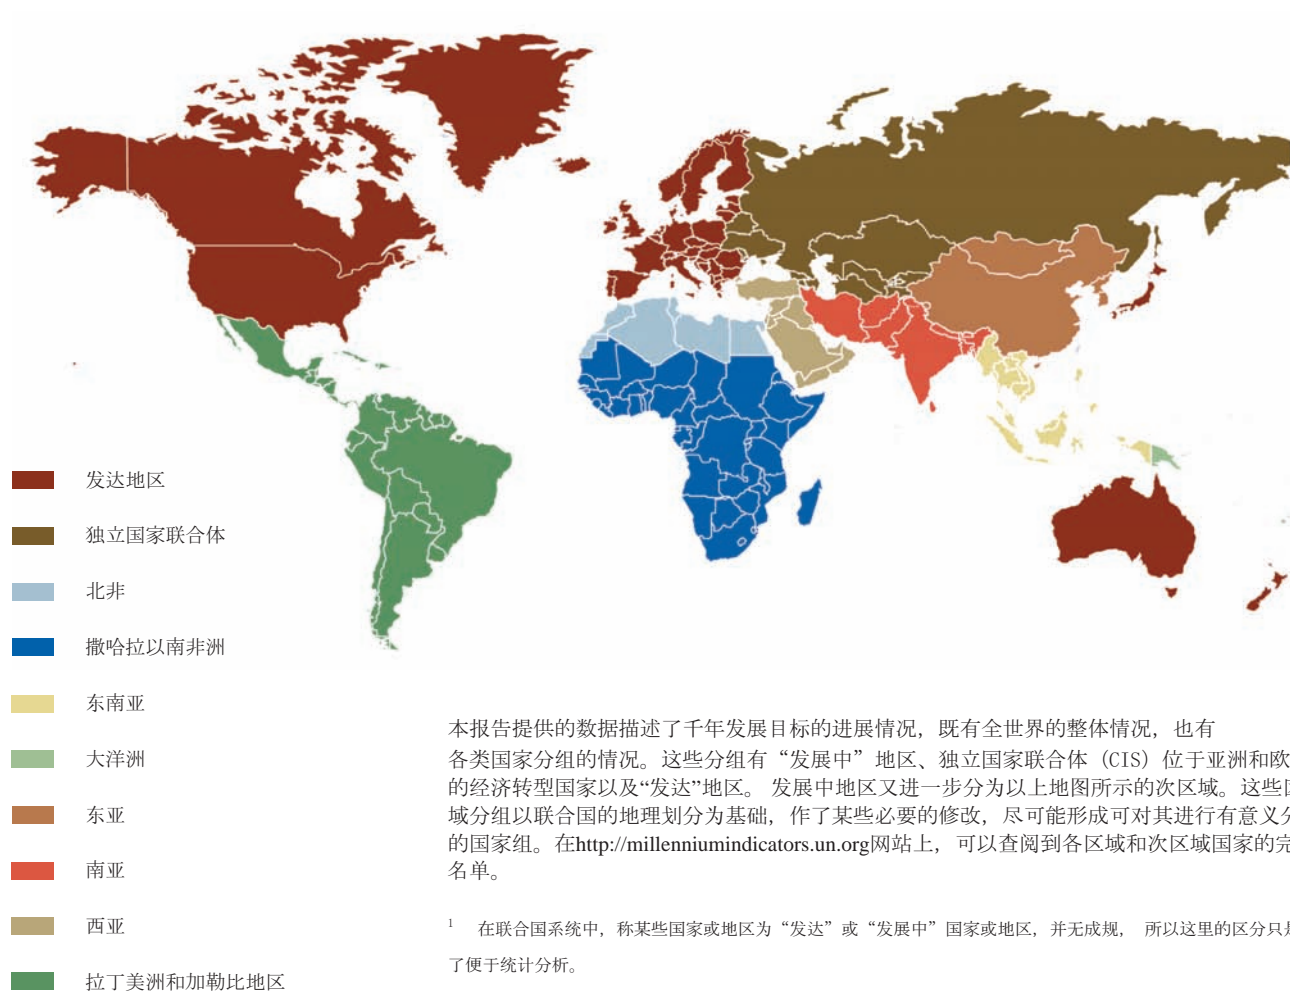 发达地区
独立国家联合体
北非
撒哈拉以南非洲
东南亚
大洋洲
东亚
南亚
西亚
拉丁美洲和加勒比地区
本报告提供的数据描述了千年发展目标的进展情况，既有全世界的整体情况，也有
各类国家分组的情况。这些分组有“发展中”地区、独立国家联合体（CIS）位于亚洲和欧
的经济转型国家以及“发达”地区。 发展中地区又进一步分为以上地图所示的次区域。这些
域分组以联合国的地理划分为基础，作了某些必要的修改，尽可能形成可对其进行有意义
的国家组。在http://millenniumindicators.un.org网站上，可以查阅到各区域和次区域国家的
名单。
1 在联合国系统中，称某些国家或地区为“发达”或“发展中”国家或地区，并无成规， 所以这里的区分只
了便于统计分析。